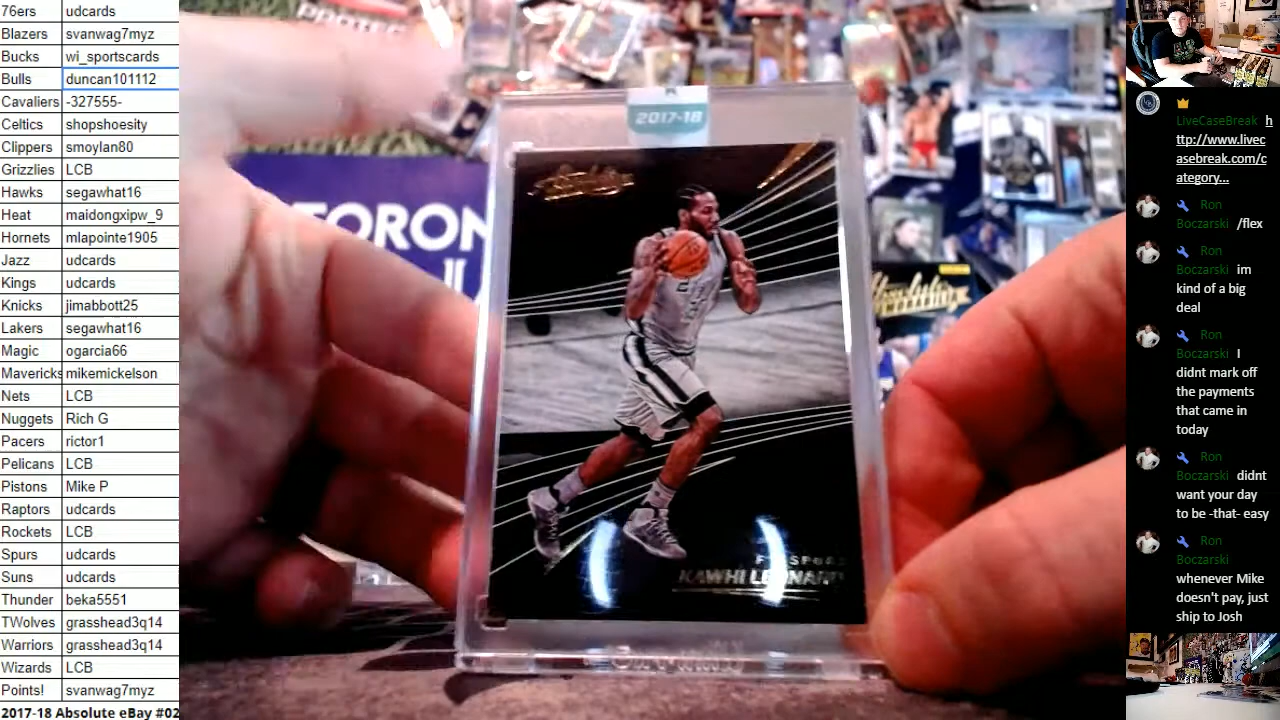 76ers udcards
Blazers svanwag7myz
Bucks wi_sportscards
Bulls duncan101112
Cavaliers -327555-
Celtics shopshoesity
Clippers smoylan80
Grizzlies LCB
Hawks segawhat16
Heat maidongxipw_9
Hornets mlapointe1905
Jazz udcards
Kings udcards
Knicks jimabbott25
Lakers segawhat16
Magic ogarcia66
Mavericks mikemickelson
Nets LCB
Nuggets Rich G
Pacers rictor1
Pelicans LCB
Pistons Mike P
Raptors udcards
Rockets LCB
Spurs udcards
Suns udcards
Thunder beka5551
TWolves grasshead3q14
Warriors grasshead3q14
Wizards LCB
Points! svanwag7myz
2017-18 Absolute eBay #02
2017-18
Absolute
KAWHI LEONARD
Absolute
LiveCaseBreak h
ttp://www.livec
asebreak.com/c
ategory...
Ron
Boczarski /flex
Ron
Boczarski im
kind of a big
deal
Ron
Boczarski I
didnt mark off
the payments
that came in
today
Ron
Boczarski didnt
want your day
to be -that- easy
Ron
Boczarski
whenever Mike
doesn't pay, just
ship to Josh